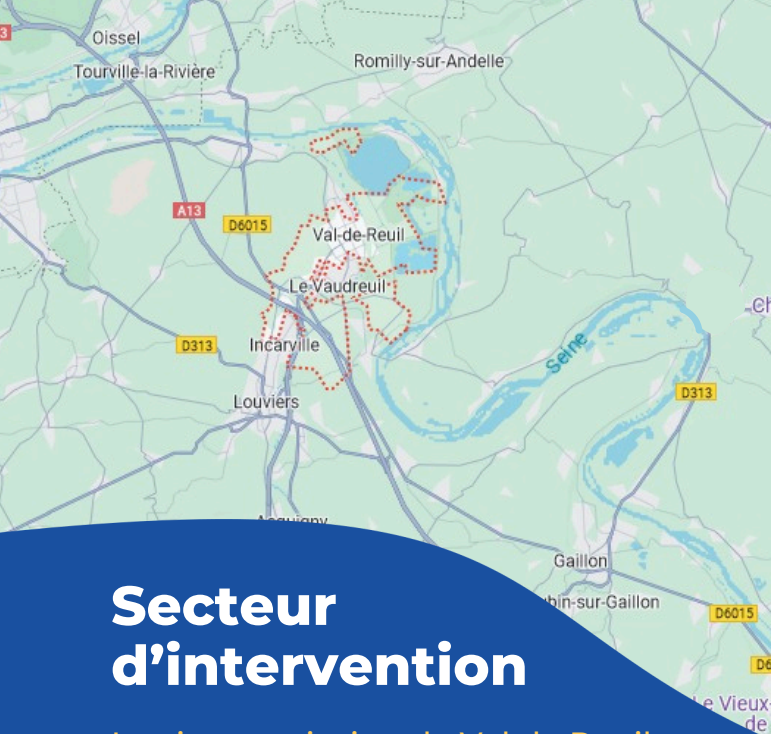 Oissel
Romilly-sur-Andelle
Tourville-la-Rivière
A13
D6015
Val-de-Reuil
Le Vaudreuil
Seine
Incarville
D313
D313
Louviers
Gaillon
D6015
Secteur
d’intervention